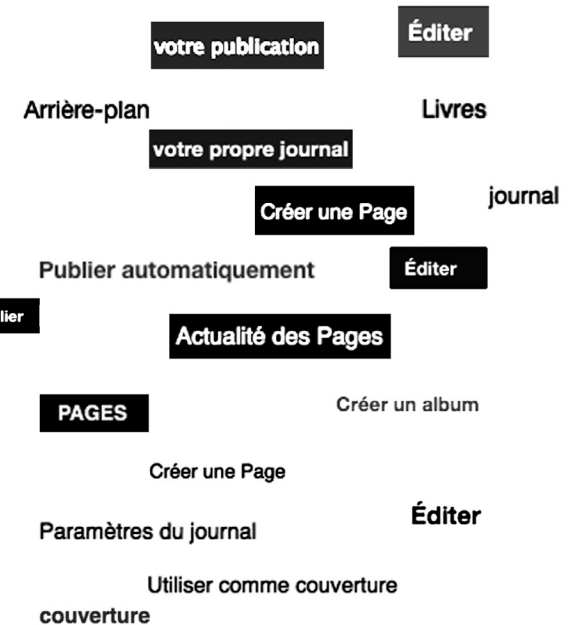 votre publication
Éditer
Arrière-plan
Livres
votre propre journal
journal
Créer une Page
Publier automatiquement
Éditer
lier
Actualité des Pages
PAGES
Créer un album
Créer une Page
Éditer
Paramètres du journal
Utiliser comme couverture
couverture